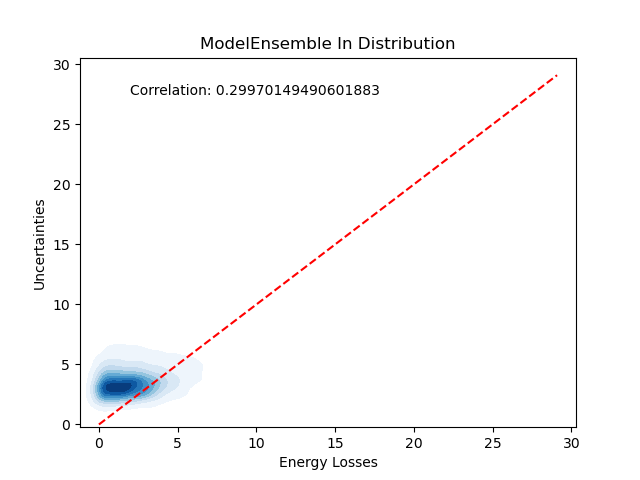 ModelEnsemble In Distribution
Correlation: 0.29970149490601883
Uncertainties
30
25
20
15
10
5
0
0 5 10 15 20 25 30
Energy Losses